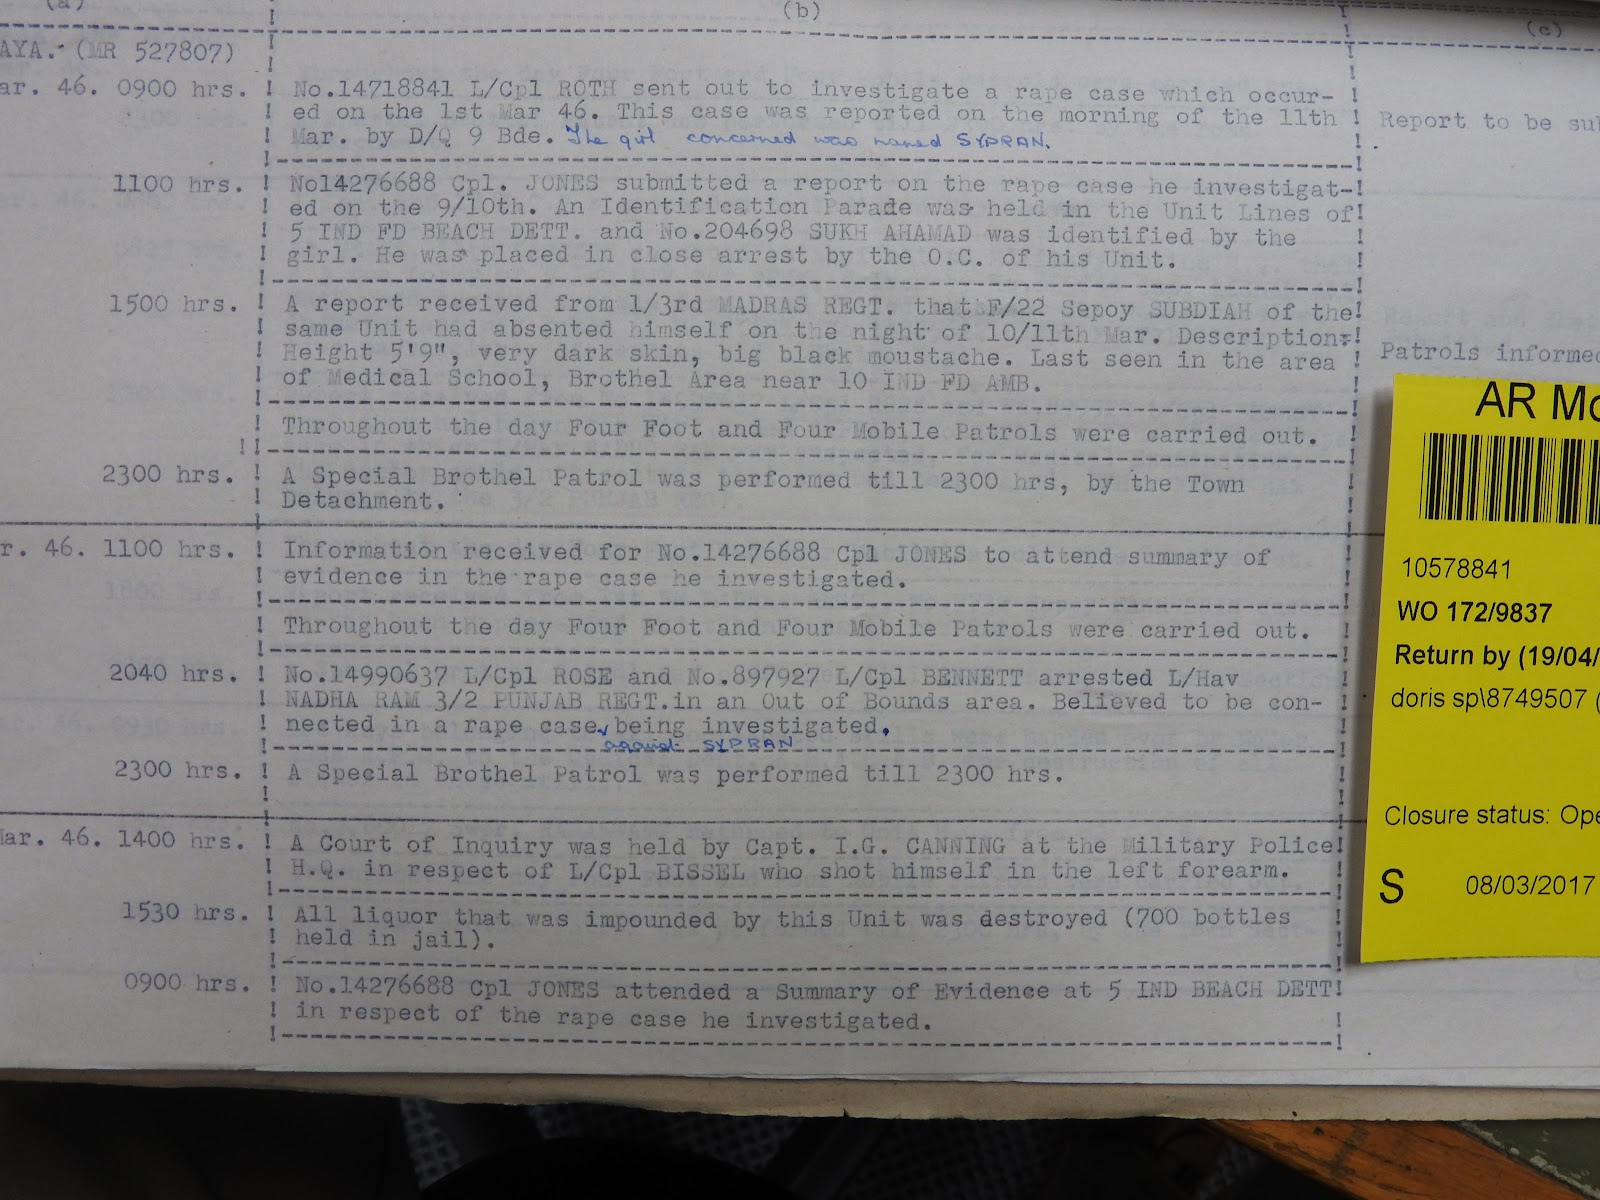 (a) (b) (c)
AYA. (MR 527807)
ar. 46. 0900 hrs. No.14718841 L/Cpl ROTH sent out to investigate a rape case which occur-
ed on the 1st Mar 46. This case was reported on the morning of the 11th
Mar. by D/Q 9 Bde. The girl concerned was named SYPRAN.
Report to be sub
1100 hrs. No14276688 Cpl. JONES submitted a report on the rape case he investigat-
ed on the 9/10th. An Identification Parade was held in the Unit Lines of
5 IND FD BEACH DETT. and No.204698 SUKH AHAMAD was identified by the
girl. He was placed in close arrest by the O.C. of his Unit.
1500 hrs. A report received from 1/3rd MADRAS REGT. that F/22 Sepoy SUBDIAH of the
same Unit had absented himself on the night of 10/11th Mar. Description:
Height 5'9", very dark skin, big black moustache. Last seen in the area
of Medical School, Brothel Area near 10 IND FD AMB.
Patrols informed
Throughout the day Four Foot and Four Mobile Patrols were carried out.
2300 hrs. A Special Brothel Patrol was performed till 2300 hrs, by the Town
Detachment.
r. 46. 1100 hrs. Information received for No.14276688 Cpl JONES to attend summary of
evidence in the rape case he investigated.
Throughout the day Four Foot and Four Mobile Patrols were carried out.
2040 hrs. No.14990637 L/Cpl ROSE and No.897927 L/Cpl BENNETT arrested L/Hav
NADHA RAM 3/2 PUNJAB REGT.in an Out of Bounds area. Believed to be con-
nected in a rape case being investigated.
against SYPRAN
2300 hrs. A Special Brothel Patrol was performed till 2300 hrs.
Mar. 46. 1400 hrs. A Court of Inquiry was held by Capt. I.G. CANNING at the Military Police
H.Q. in respect of L/Cpl BISSEL who shot himself in the left forearm.
1530 hrs. All liquor that was impounded by this Unit was destroyed (700 bottles
held in jail).
0900 hrs. No.14276688 Cpl JONES attended a Summary of Evidence at 5 IND BEACH DETT
in respect of the rape case he investigated.
AR Mo
10578841
WO 172/9837
Return by (19/04/
doris sp\8749507 (
Closure status: Ope
S 08/03/2017